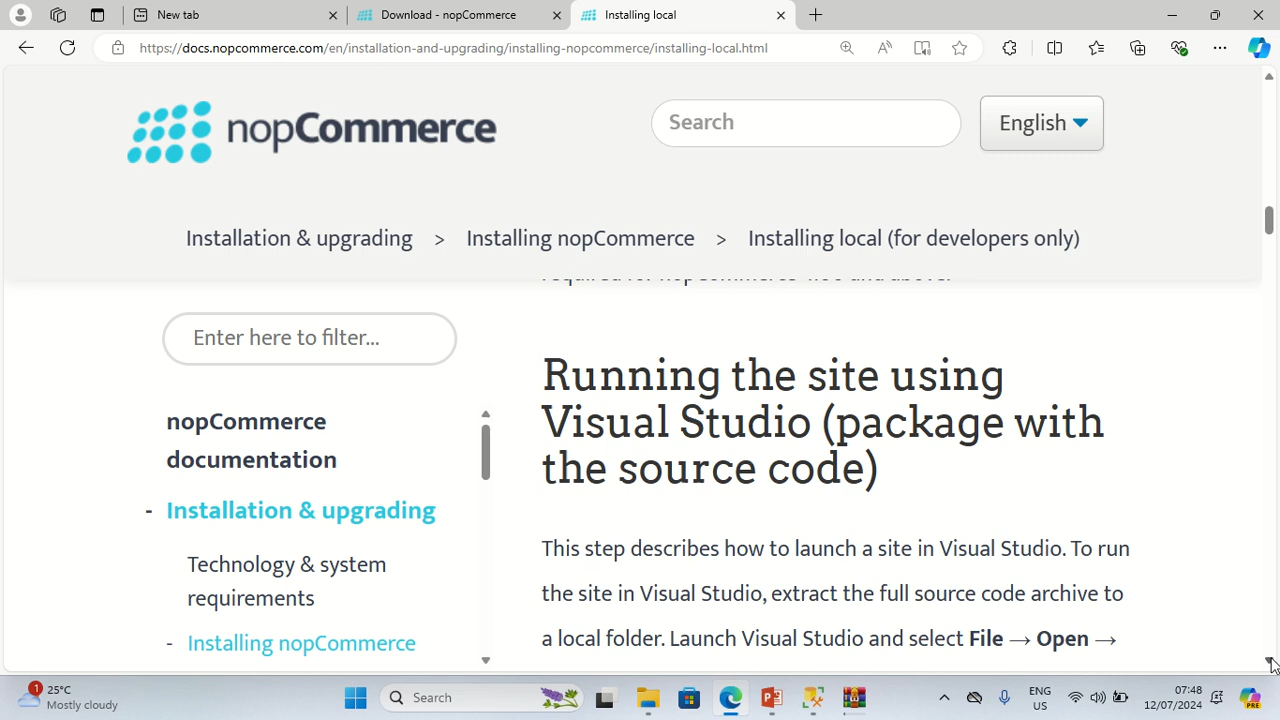 New tab
Download - nopCommerce
Installing local
https://docs.nopcommerce.com/en/installation-and-upgrading/installing-nopcommerce/installing-local.html
nopCommerce
Search
English
Installation & upgrading > Installing nopCommerce > Installing local (for developers only)
Enter here to filter...
nopCommerce
documentation
- Installation & upgrading
Technology & system
requirements
- Installing nopCommerce
Running the site using
Visual Studio (package with
the source code)
This step describes how to launch a site in Visual Studio. To run
the site in Visual Studio, extract the full source code archive to
a local folder. Launch Visual Studio and select File → Open →
1
25°C
Mostly cloudy
Search
ENG
US
07:48
12/07/2024
PRE